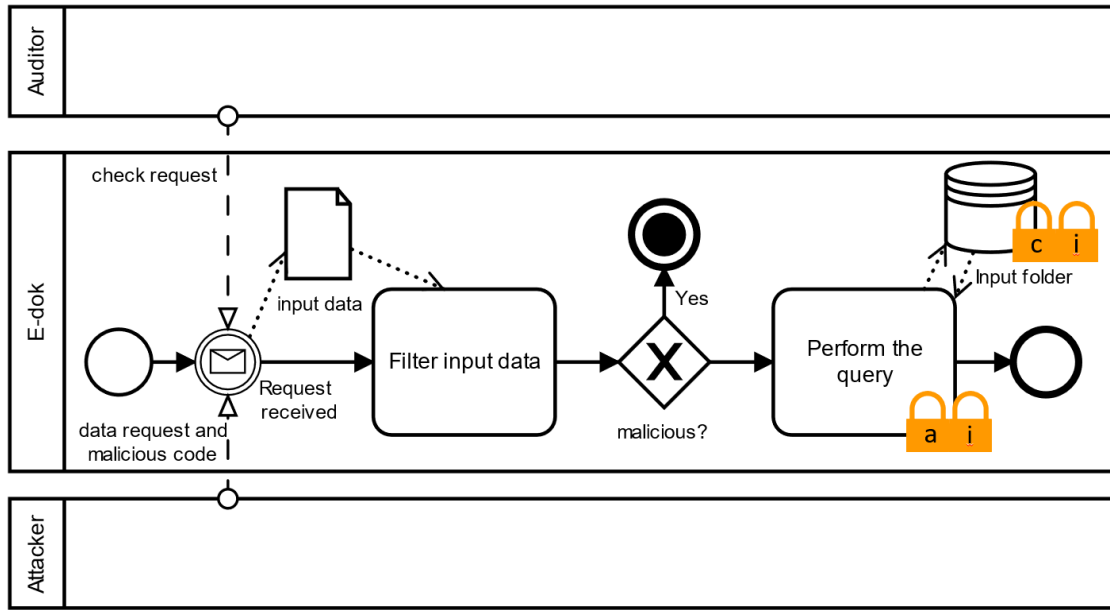 Auditor
check request
E-dok
input data
Yes
Input folder
Filter input data
X
Perform the
query
Request
received
data request and
malicious code
malicious?
c i
a i
Attacker